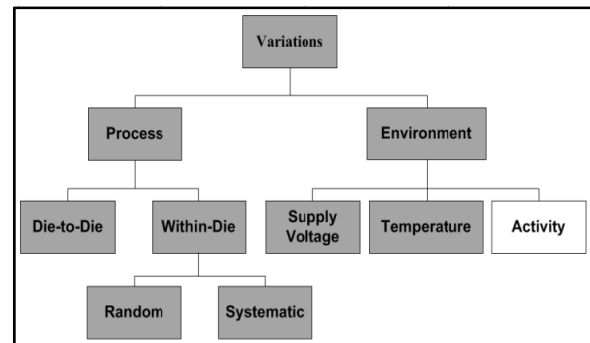 Variations
Process
Environment
Die-to-Die
Within-Die
Supply
Voltage
Temperature
Activity
Random
Systematic